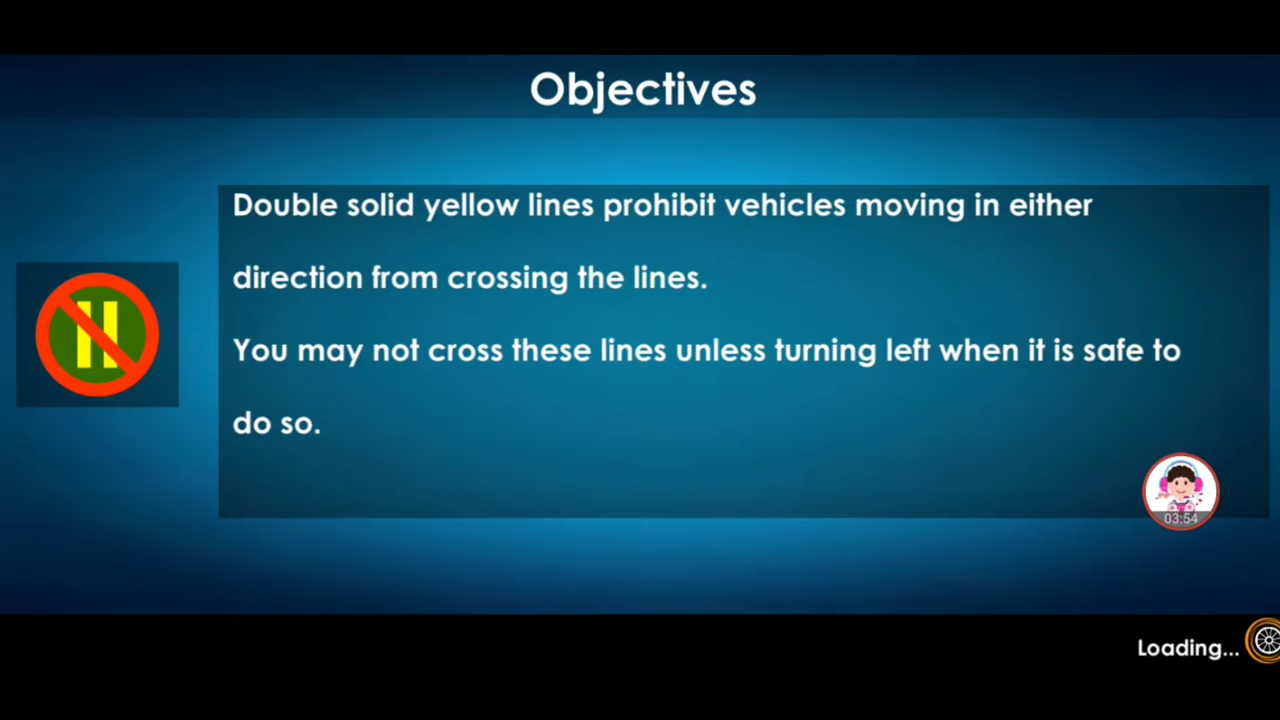 Objectives
Double solid yellow lines prohibit vehicles moving in either
direction from crossing the lines.
You may not cross these lines unless turning left when it is safe to
do so.
03:54
Loading...